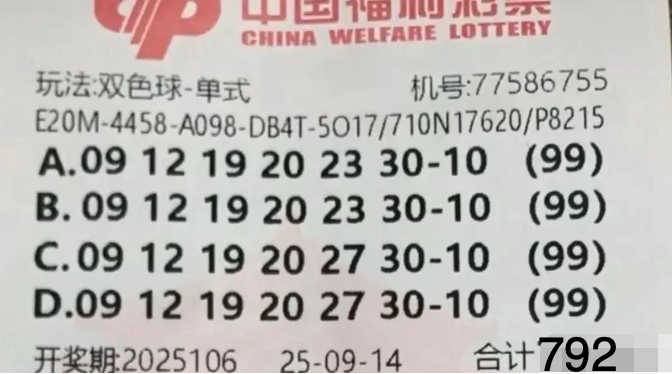 中国福利彩票
CHINA WELFARE LOTTERY
玩法:双色球-单式 机号:77586755
E20M-4458-A098-DB4T-5O17/710N17620/P8215
A.09 12 19 20 23 30-10 (99)
B.09 12 19 20 23 30-10 (99)
C.09 12 19 20 27 30-10 (99)
D.09 12 19 20 27 30-10 (99)
开奖期:2025106 25-09-14 合计792